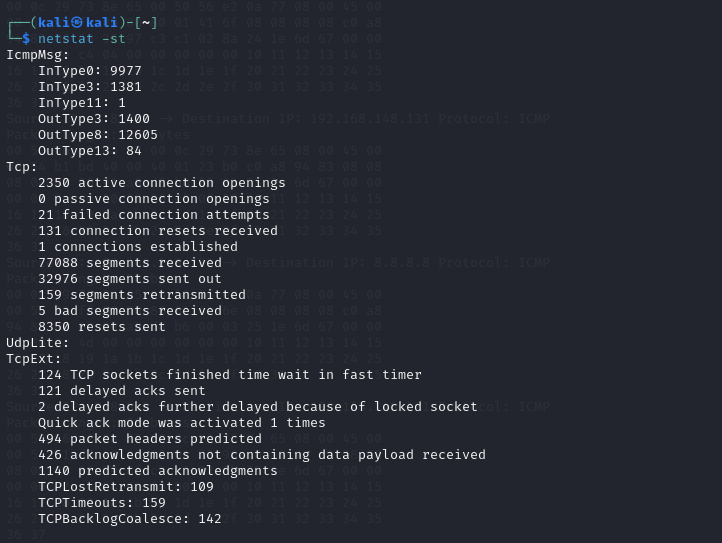 ┌──(kali㉿kali)-[~]
└─$ netstat -st
IcmpMsg:
    InType0: 9977
    InType3: 1381
    InType11: 1
    OutType3: 1400
    OutType8: 12605
    OutType13: 84
Tcp:
    2350 active connection openings
    0 passive connection openings
    21 failed connection attempts
    131 connection resets received
    1 connections established
    77088 segments received
    32976 segments sent out
    159 segments retransmitted
    5 bad segments received
    8350 resets sent
UdpLite:
TcpExt:
    124 TCP sockets finished time wait in fast timer
    121 delayed acks sent
    2 delayed acks further delayed because of locked socket
    Quick ack mode was activated 1 times
    494 packet headers predicted
    426 acknowledgments not containing data payload received
    1140 predicted acknowledgments
    TCPLostRetransmit: 109
    TCPTimeouts: 159
    TCPBacklogCoalesce: 142